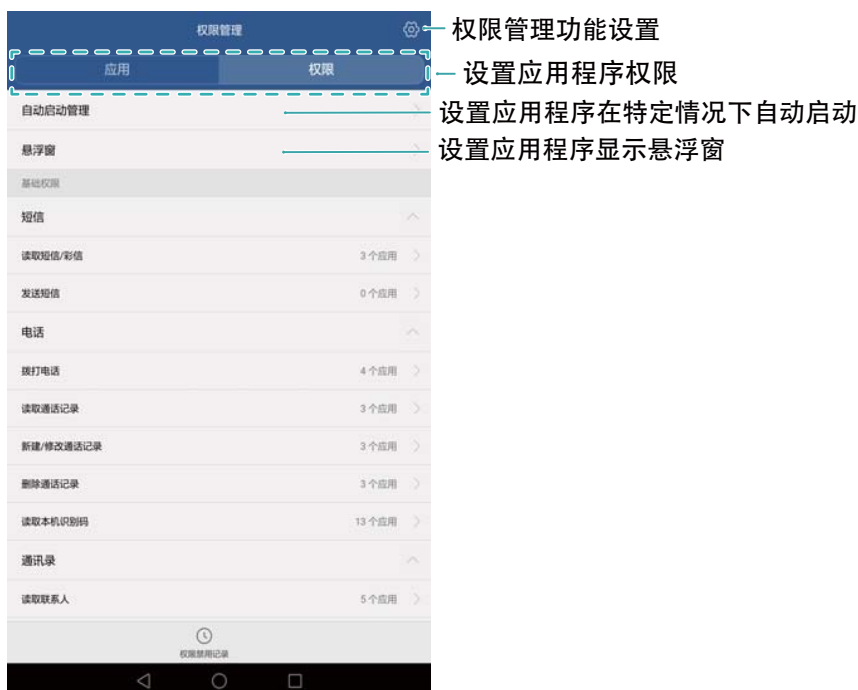 权限管理
权限管理功能设置
应用 权限
设置应用程序权限
自动启动管理
设置应用程序在特定情况下自动启动
悬浮窗
设置应用程序显示悬浮窗
基础权限
短信
读取短信/彩信 3 个应用
发送短信 0 个应用
电话
拨打电话 4 个应用
读取通话记录 3 个应用
新建/修改通话记录 3 个应用
删除通话记录 3 个应用
读取本机识别码 13 个应用
通讯录
读取联系人 5 个应用
权限禁用记录